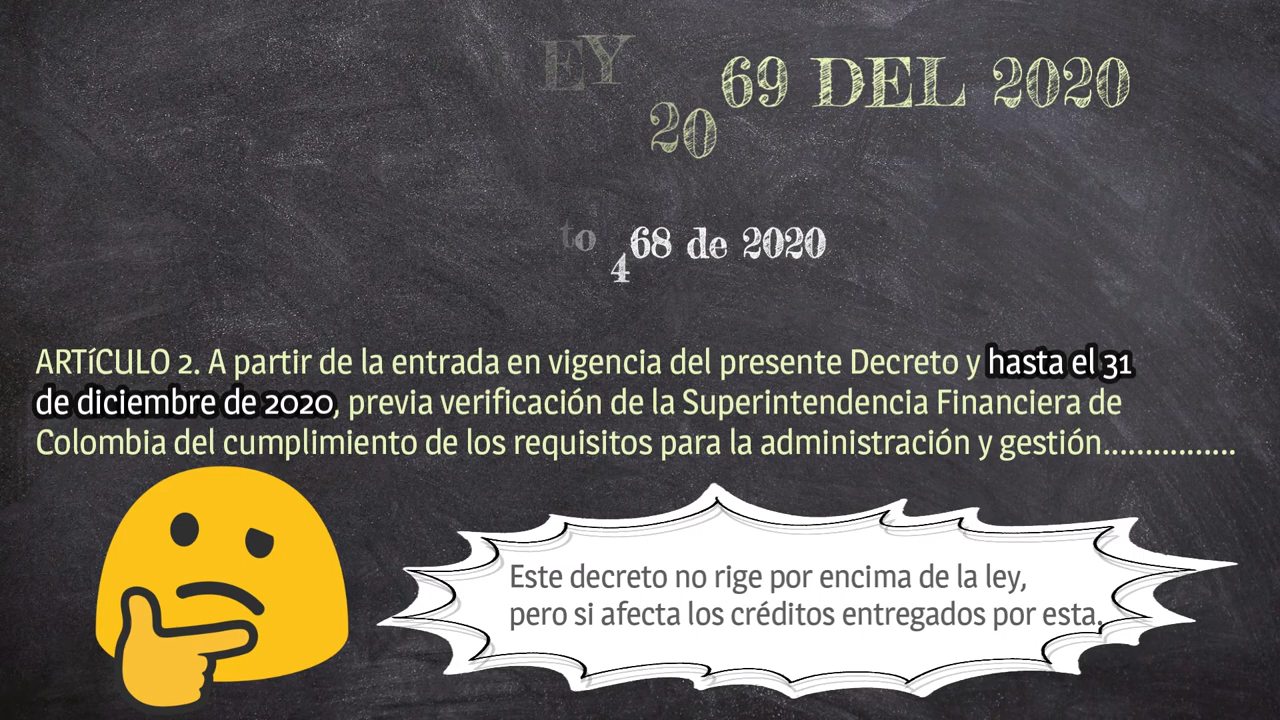 EY 2069 DEL 2020
to 468 de 2020
ARTíCULO 2. A partir de la entrada en vigencia del presente Decreto y hasta el 31
de diciembre de 2020, previa verificación de la Superintendencia Financiera de
Colombia del cumplimiento de los requisitos para la administración y gestión................
Este decreto no rige por encima de la ley,
pero si afecta los créditos entregados por esta.